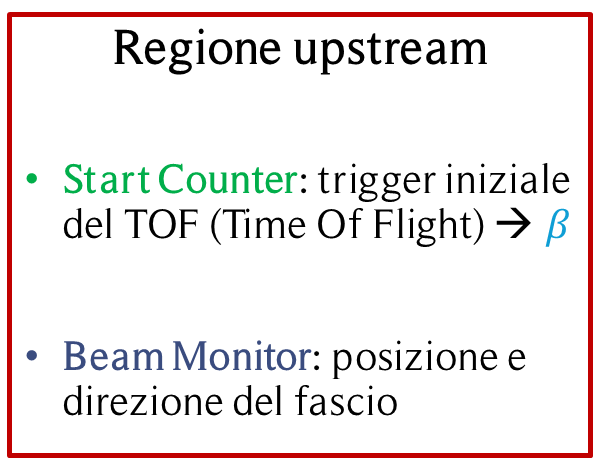 Regione upstream
• Start Counter: trigger iniziale
del TOF (Time Of Flight) → β
• Beam Monitor: posizione e
direzione del fascio